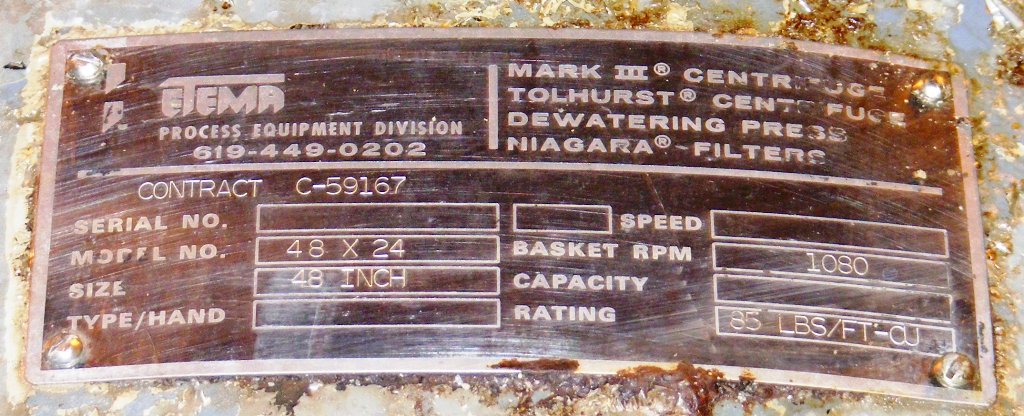 KETEMA
PROCESS EQUIPMENT DIVISION
619-449-0202
MARK III® CENTRIFUGE
TOLHURST® CENTRIFUGE
DEWATERING PRESS
NIAGARA® FILTERS
CONTRACT C-59167
SERIAL NO.
MODEL NO. 48 X 24
SIZE 48 INCH
TYPE/HAND
SPEED
BASKET RPM 1080
CAPACITY
RATING 85 LBS/FT-CU